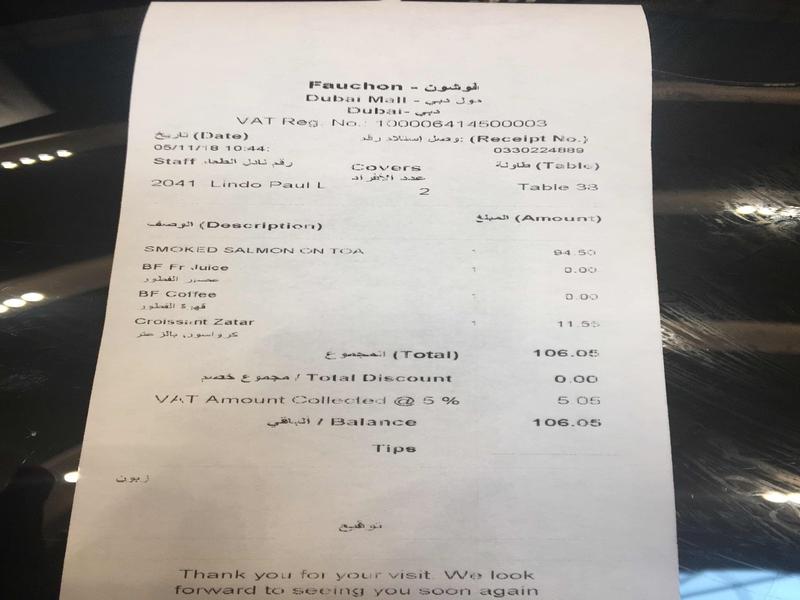 Fauchon - فوشون
Dubai Mall - مول دبي
Dubai- دبي
VAT Reg. No.: 100006414500003
تاريخ (Date) وصل إستلام رقم: (Receipt No.)
05/11/18 10:44: 0330224889
Staff رقم نادل الطعام Covers طاولة (Table)
عدد الأفراد
2041 Lindo Paul L 2 Table 38
الوصف (Description) المبلغ (Amount)
SMOKED SALMON ON TOA 1 94.50
BF Fr Juice 1 0.00
عصير الفطور
BF Coffee 1 0.00
قهوة الفطور
Croissant Zatar 1 11.55
كرواسون بالزعتر
المجموع (Total) 106.05
مجموع خصم / Total Discount 0.00
VAT Amount Collected @ 5 % 5.05
الباقي / Balance 106.05
Tips
زبون
توقيع
Thank you for your visit. We look
forward to seeing you soon again